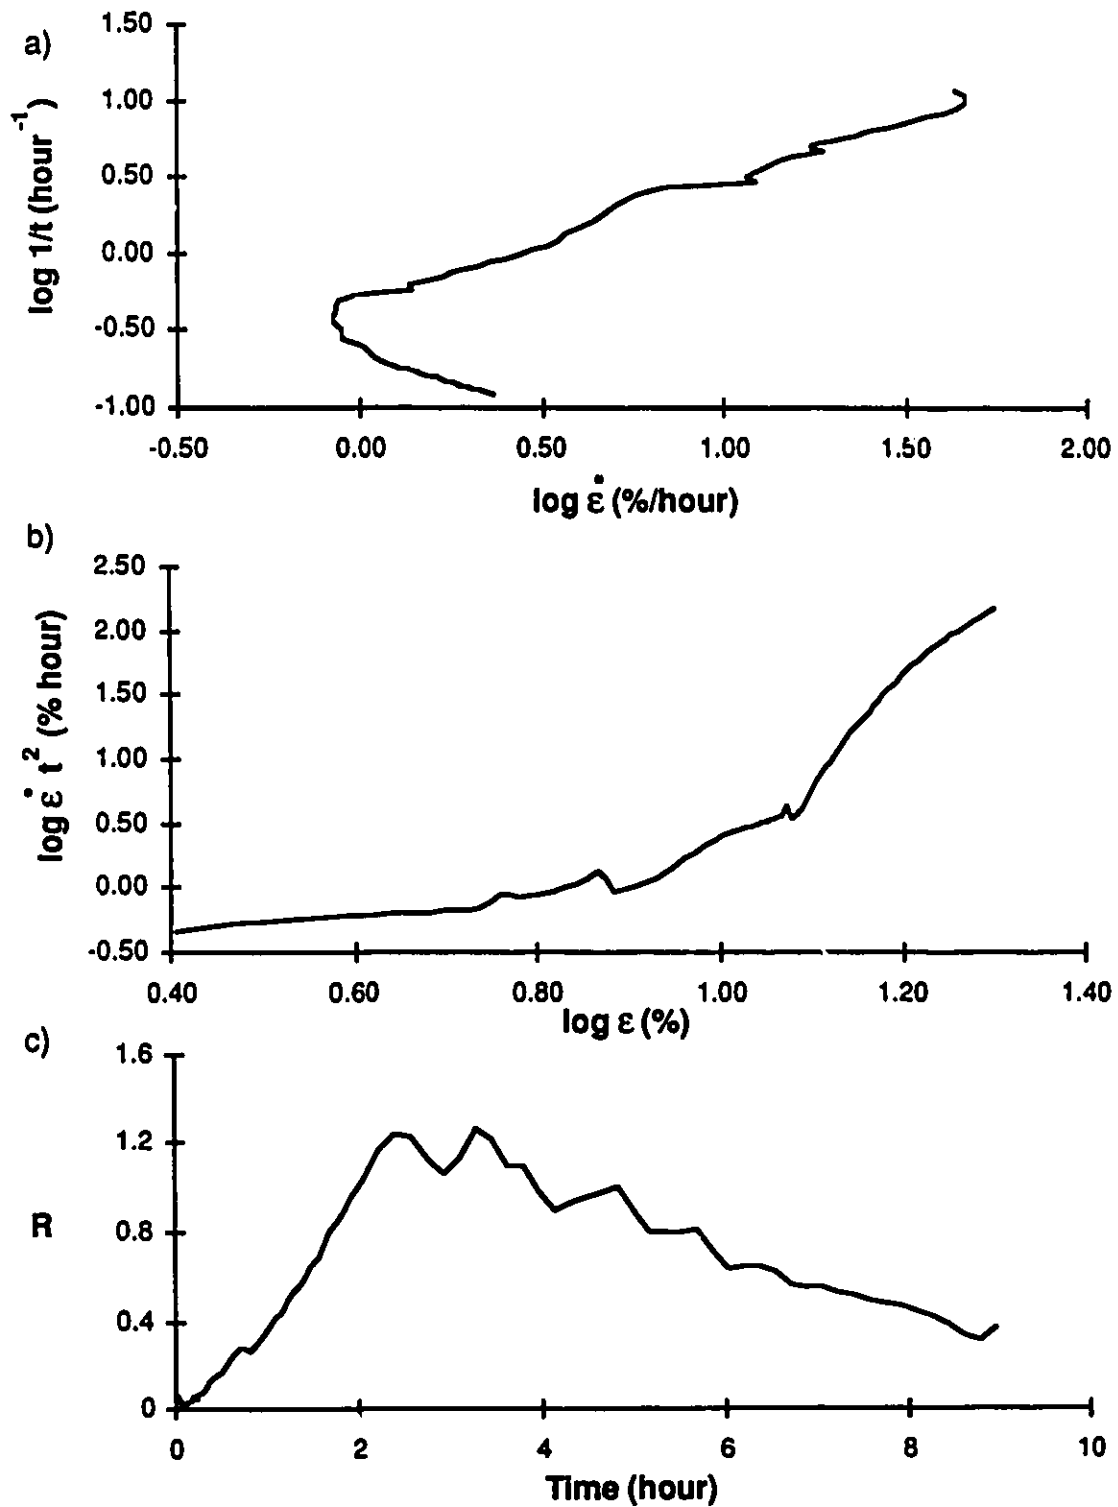 a)
1.50
1.00
0.50
0.00
-0.50
-1.00
log 1/t (hour⁻¹)
-0.50 0.00 0.50 1.00 1.50 2.00
log ε̇ (%/hour)
b)
2.50
2.00
1.50
1.00
0.50
0.00
-0.50
log ε̇ t² (% hour)
0.40 0.60 0.80 1.00 1.20 1.40
log ε (%)
c)
1.6
1.2
0.8
0.4
0
R
0 2 4 6 8 10
Time (hour)